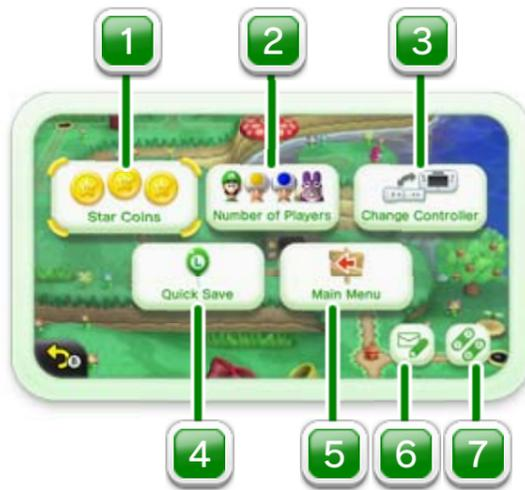 1 2 3
Star Coins
Number of Players
Change Controller
L
Quick Save
Main Menu
4 5 6 7